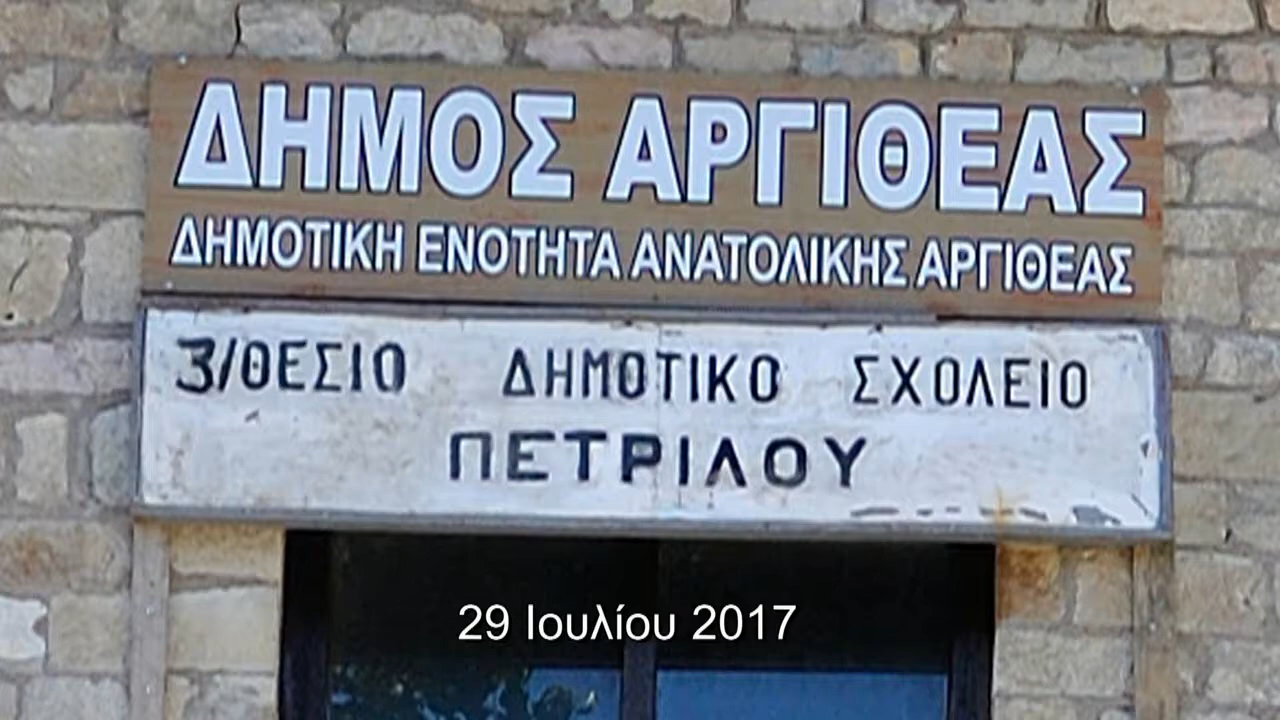 ΔΗΜΟΣ ΑΡΓΙΘΕΑΣ
ΔΗΜΟΤΙΚΗ ΕΝΟΤΗΤΑ ΑΝΑΤΟΛΙΚΗΣ ΑΡΓΙΘΕΑΣ
3/ΘΕΣΙΟ ΔΗΜΟΤΙΚΟ ΣΧΟΛΕΙΟ
ΠΕΤΡΙΛΟΥ
29 Ιουλίου 2017